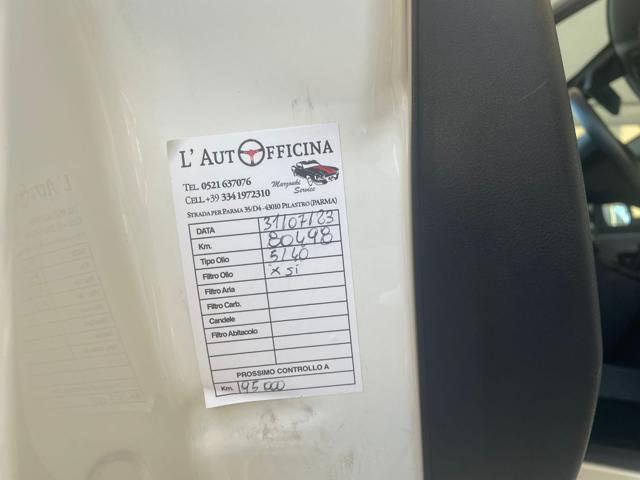 L'AUTOFFICINA
TEL. 0521 637076
CELL. +39 334 1972310
Marzouki Service
STRADA PER PARMA 35/D4 - 43010 PILASTRO (PARMA)
DATA 31/07/23
Km. 80498
Tipo Olio 5/40
Filtro Olio x si
Filtro Aria
Filtro Carb.
Candele
Filtro Abitacolo
PROSSIMO CONTROLLO A
Km. 195000